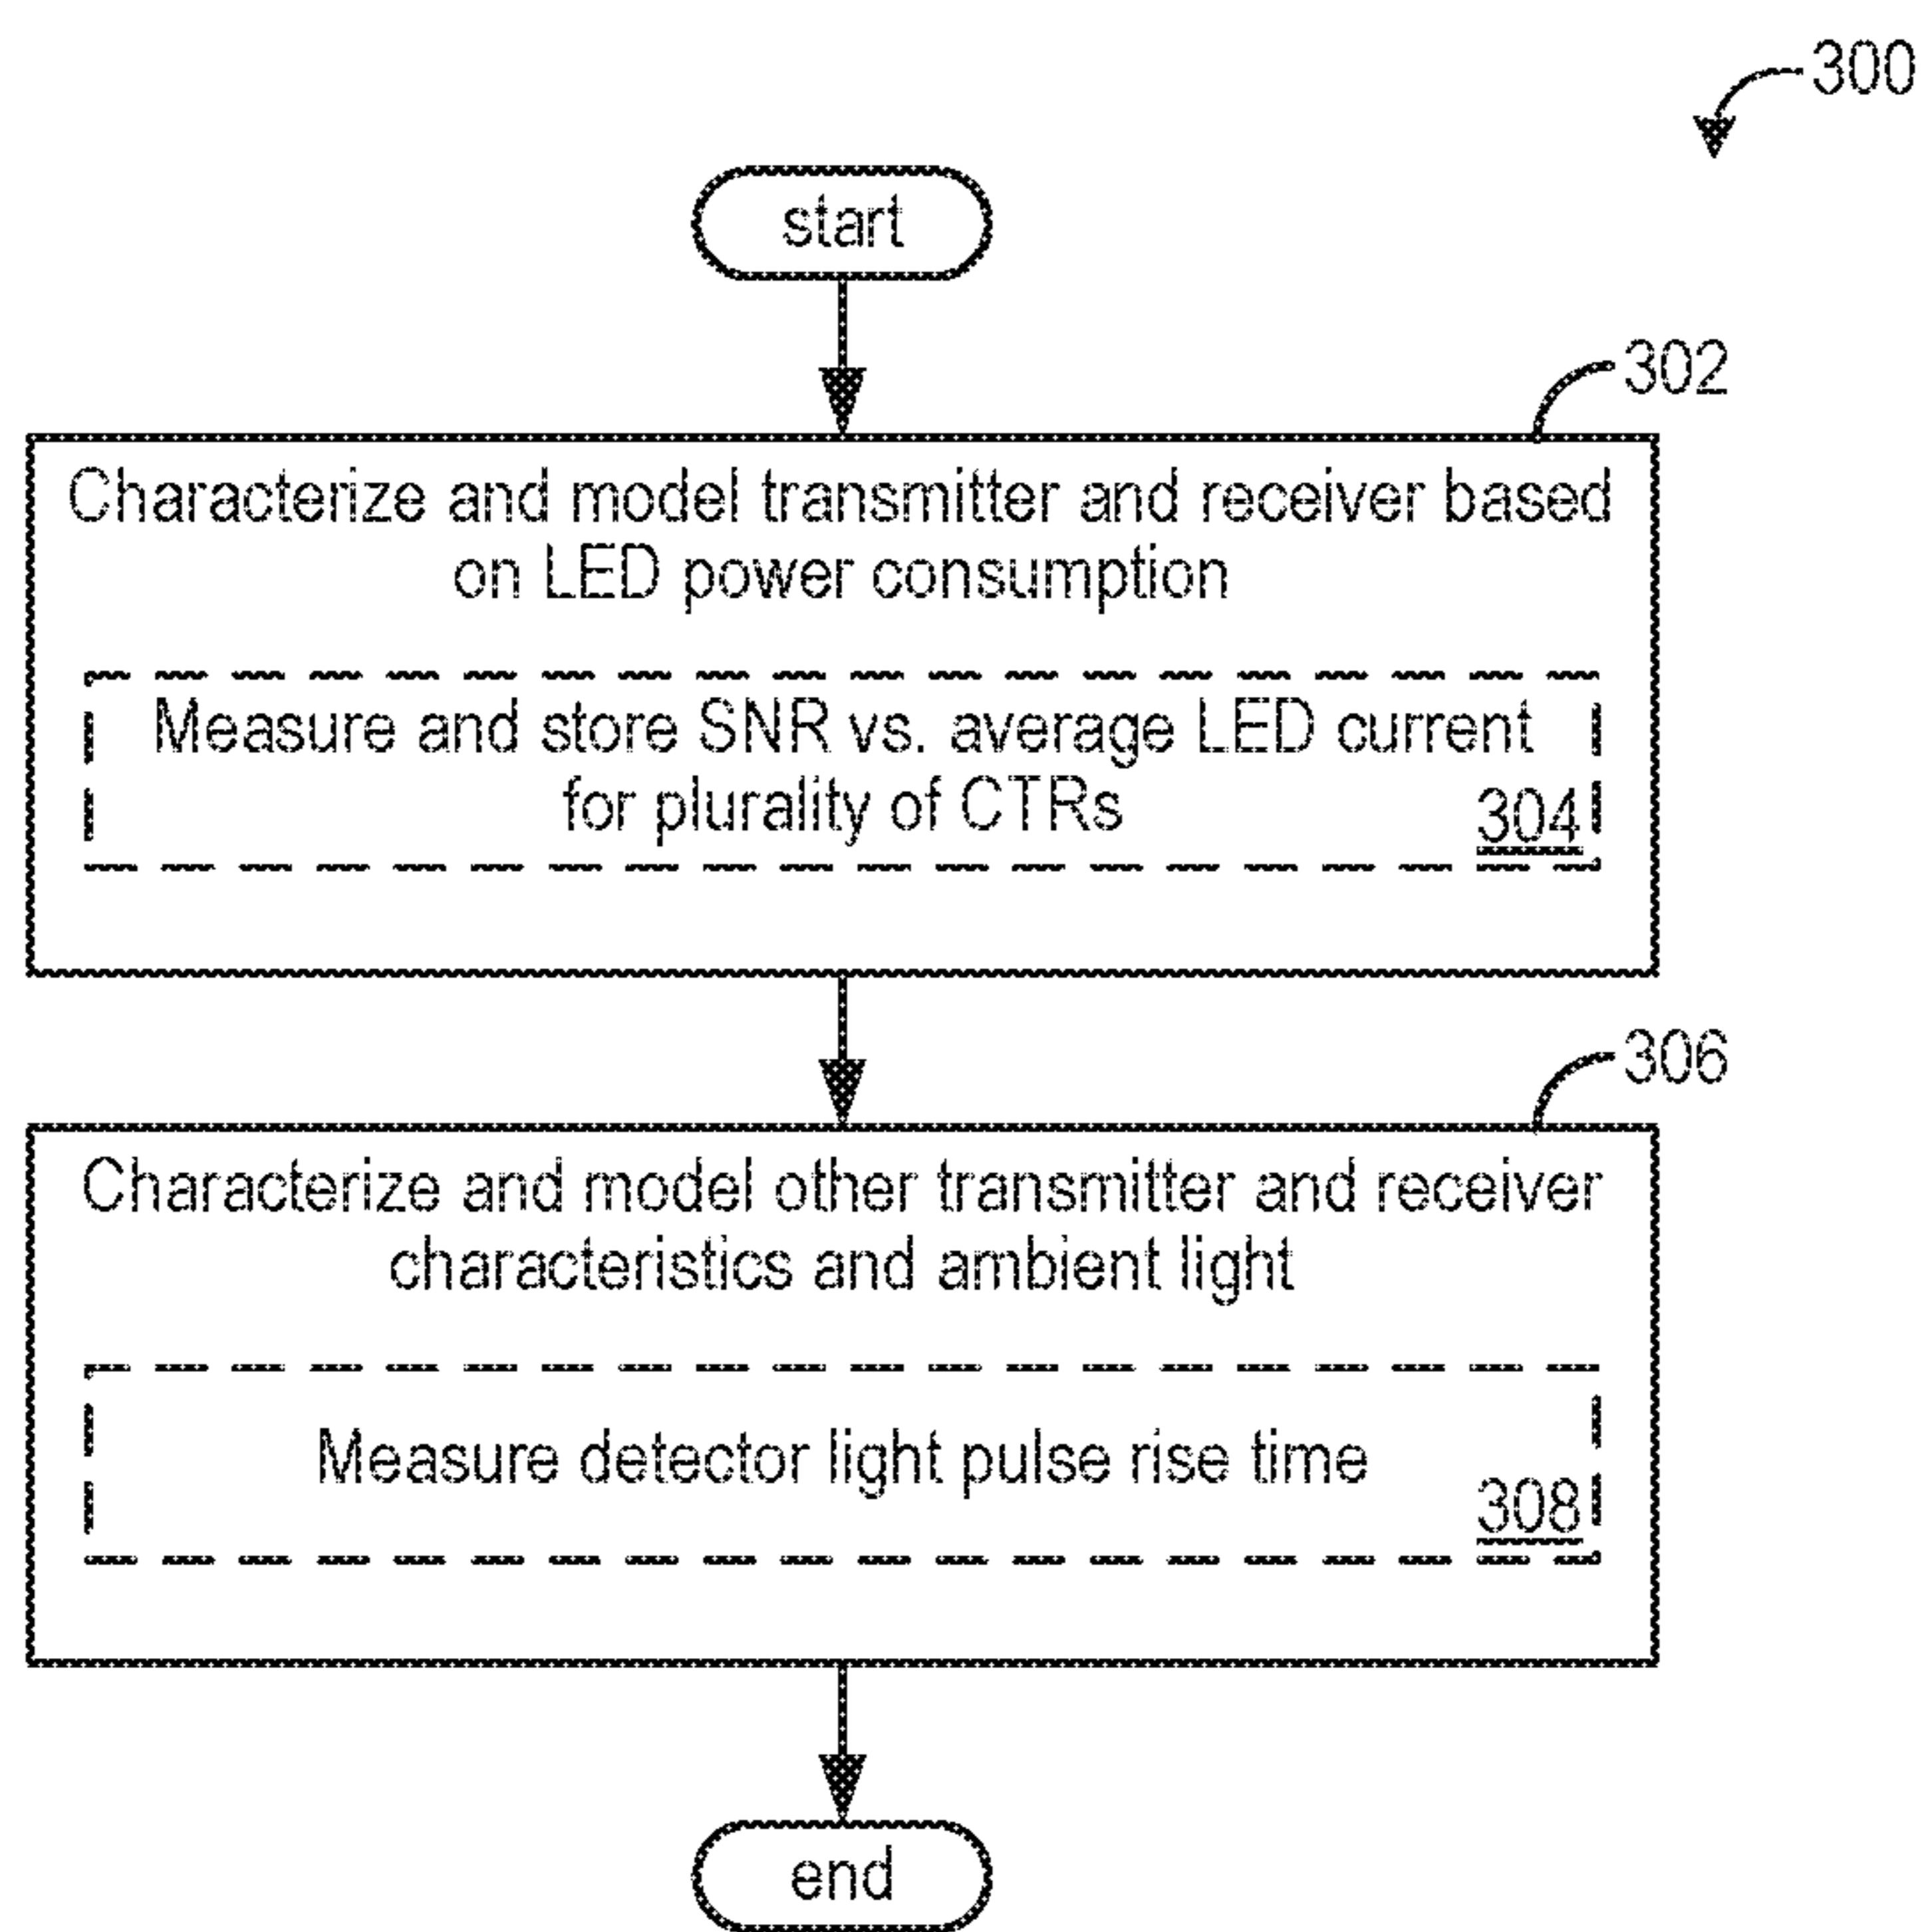 300
start
302
Characterize and model transmitter and receiver based
on LED power consumption
Measure and store SNR vs. average LED current
for plurality of CTRs
304
306
Characterize and model other transmitter and receiver
characteristics and ambient light
Measure detector light pulse rise time
308
end